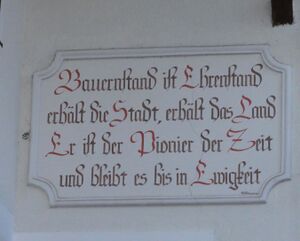 Bauernstand ist Ehrenstand
erhält die Stadt, erhält das Land
Er ist der Pionier der Zeit
und bleibt es bis in Ewigkeit